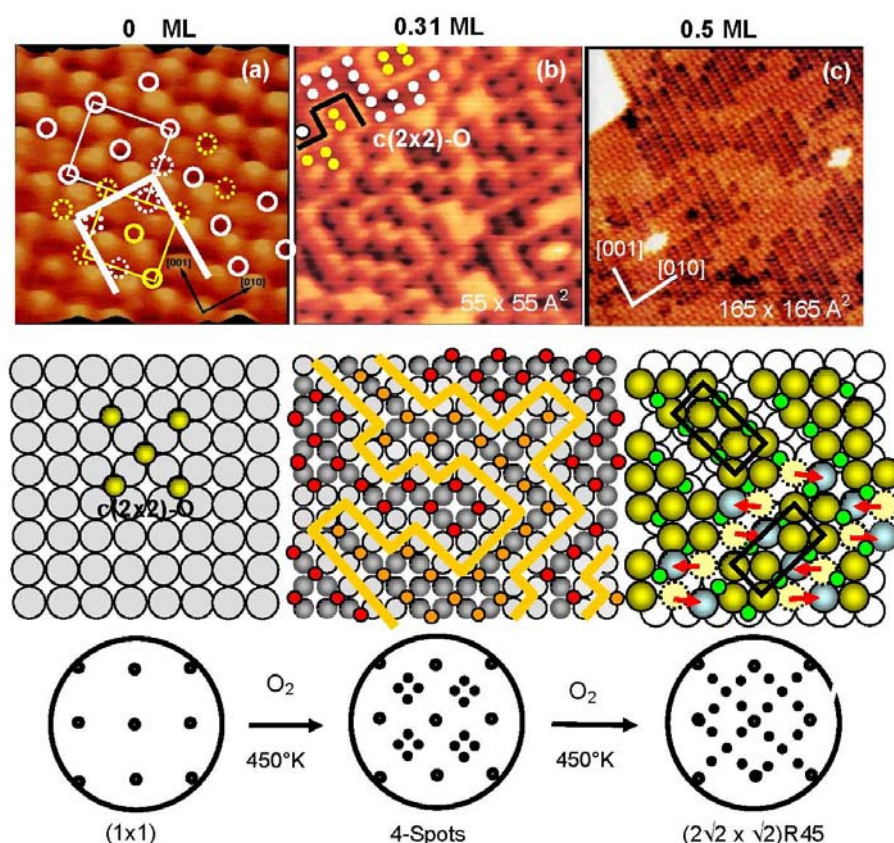 0 ML
0.31 ML
0.5 ML
(a)
(b)
(c)
c(2x2)-O
[001]
[010]
55 x 55 A²
[001]
[010]
165 x 165 A²
c(2x2)-O
O₂
O₂
450°K
450°K
(1x1)
4-Spots
(2√2 x √2)R45